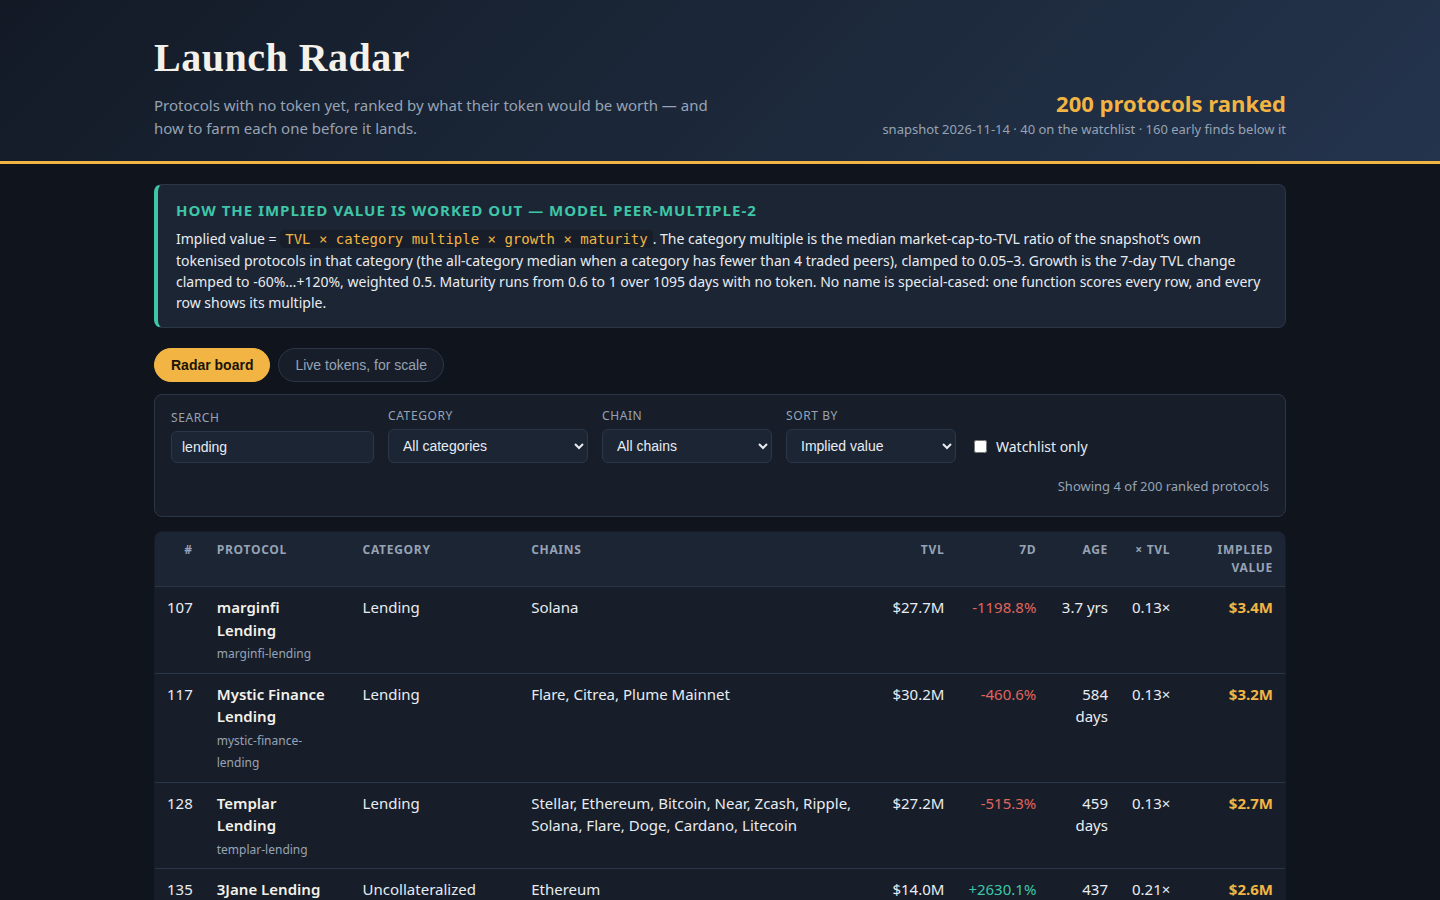 Launch Radar
Protocols with no token yet, ranked by what their token would be worth — and
how to farm each one before it lands.
200 protocols ranked
snapshot 2026-11-14 · 40 on the watchlist · 160 early finds below it
HOW THE IMPLIED VALUE IS WORKED OUT — MODEL PEER-MULTIPLE-2
Implied value = TVL × category multiple × growth × maturity. The category multiple is the median market-cap-to-TVL ratio of the snapshot’s own
tokenised protocols in that category (the all-category median when a category has fewer than 4 traded peers), clamped to 0.05–3. Growth is the 7-day TVL change
clamped to -60%…+120%, weighted 0.5. Maturity runs from 0.6 to 1 over 1095 days with no token. No name is special-cased: one function scores every row, and every
row shows its multiple.
Radar board
Live tokens, for scale
SEARCH CATEGORY CHAIN SORT BY
lending All categories All chains Implied value Watchlist only
Showing 4 of 200 ranked protocols
# PROTOCOL CATEGORY CHAINS TVL 7D AGE × TVL IMPLIED
VALUE
107 marginfi Lending Solana $27.7M -1198.8% 3.7 yrs 0.13× $3.4M
Lending
marginfi-lending
117 Mystic Finance Lending Flare, Citrea, Plume Mainnet $30.2M -460.6% 584 0.13× $3.2M
Lending days
mystic-finance-
lending
128 Templar Lending Stellar, Ethereum, Bitcoin, Near, Zcash, Ripple, $27.2M -515.3% 459 0.13× $2.7M
Lending Solana, Flare, Doge, Cardano, Litecoin days
templar-lending
135 3Jane Lending Uncollateralized Ethereum $14.0M +2630.1% 437 0.21× $2.6M